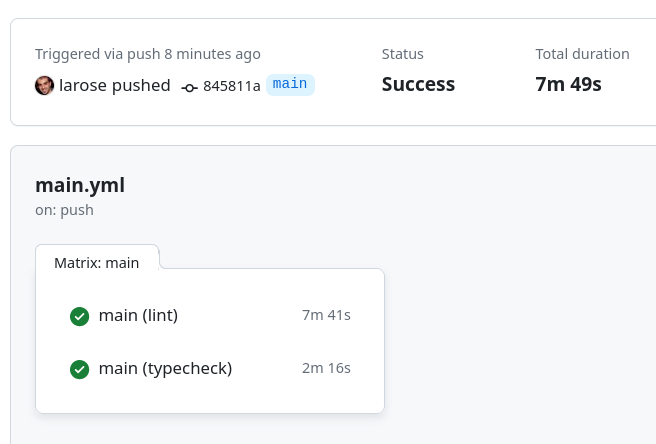 Triggered via push 8 minutes ago
larose pushed 845811a main
Status
Success
Total duration
7m 49s
main.yml
on: push
Matrix: main
main (lint) 7m 41s
main (typecheck) 2m 16s